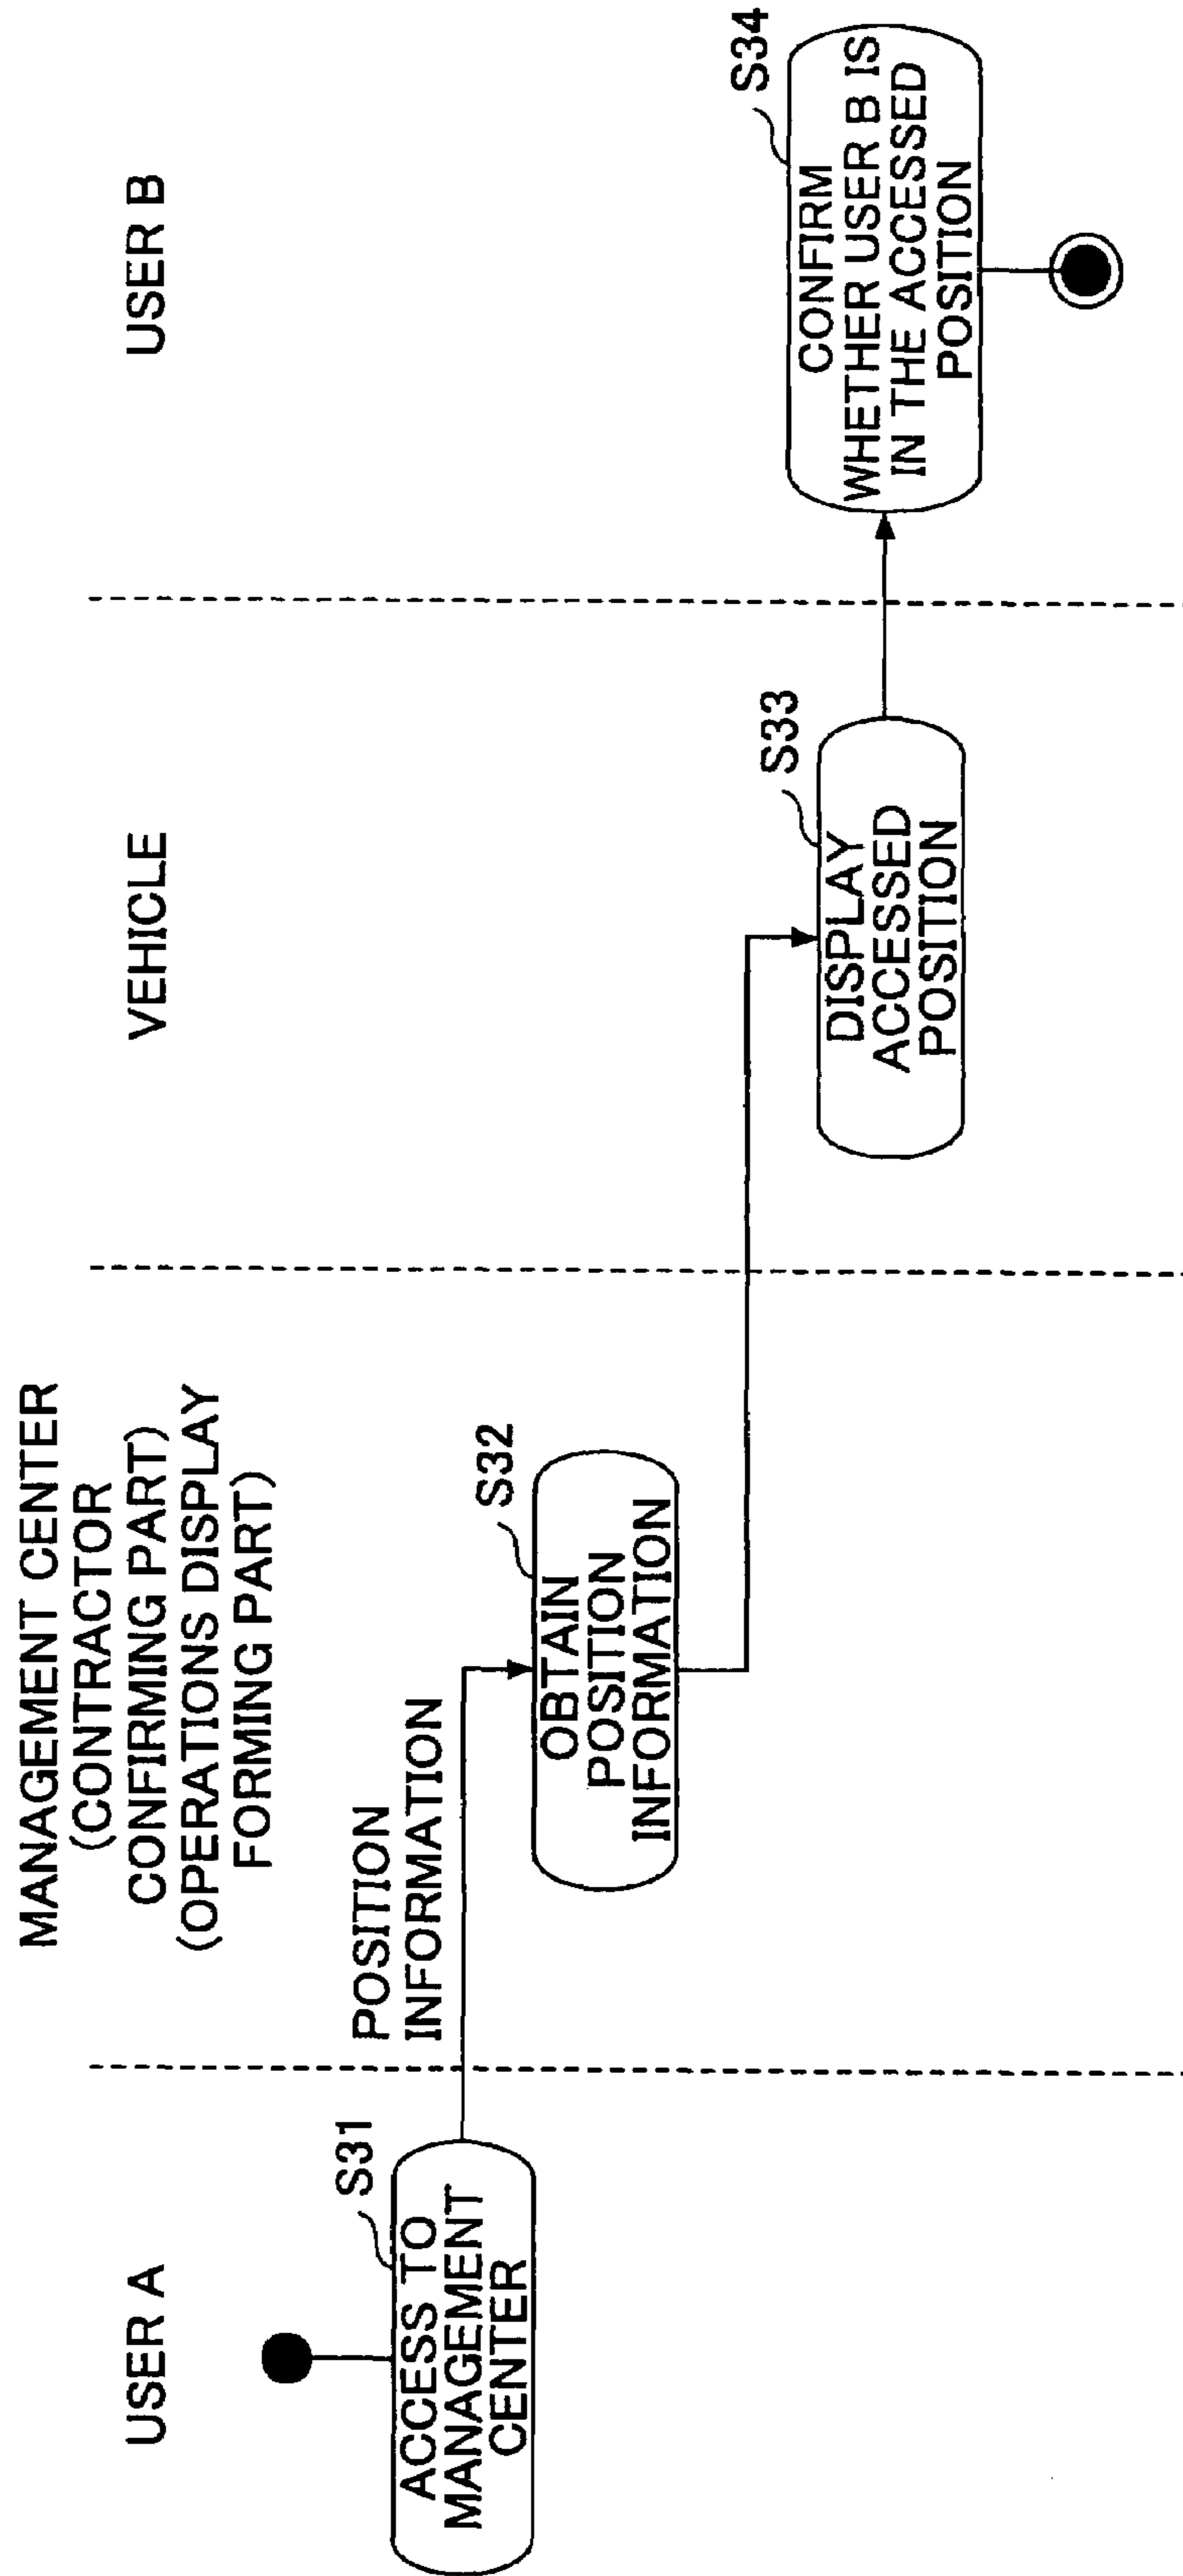 USER A
MANAGEMENT CENTER
(CONTRACTOR
CONFIRMING PART)
(OPERATIONS DISPLAY
FORMING PART)
VEHICLE
USER B
S31
ACCESS TO
MANAGEMENT
CENTER
POSITION
INFORMATION
S32
OBTAIN
POSITION
INFORMATION
S33
DISPLAY
ACCESSED
POSITION
S34
CONFIRM
WHETHER USER B IS
IN THE ACCESSED
POSITION